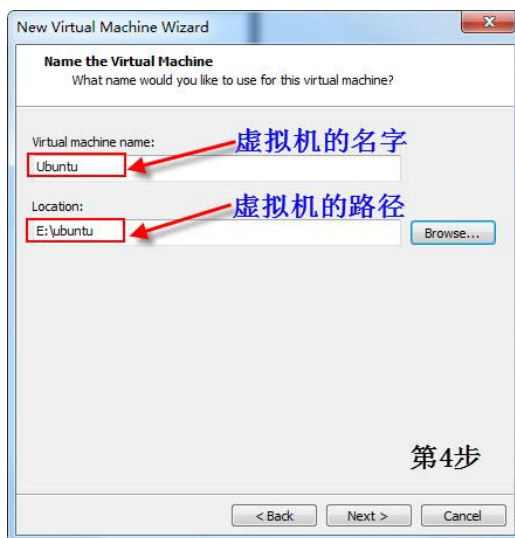 New Virtual Machine Wizard
Name the Virtual Machine
What name would you like to use for this virtual machine?
Virtual machine name:
虚拟机的名字
Ubuntu
Location:
虚拟机的路径
E:\ubuntu
Browse...
第4步
< Back
Next >
Cancel